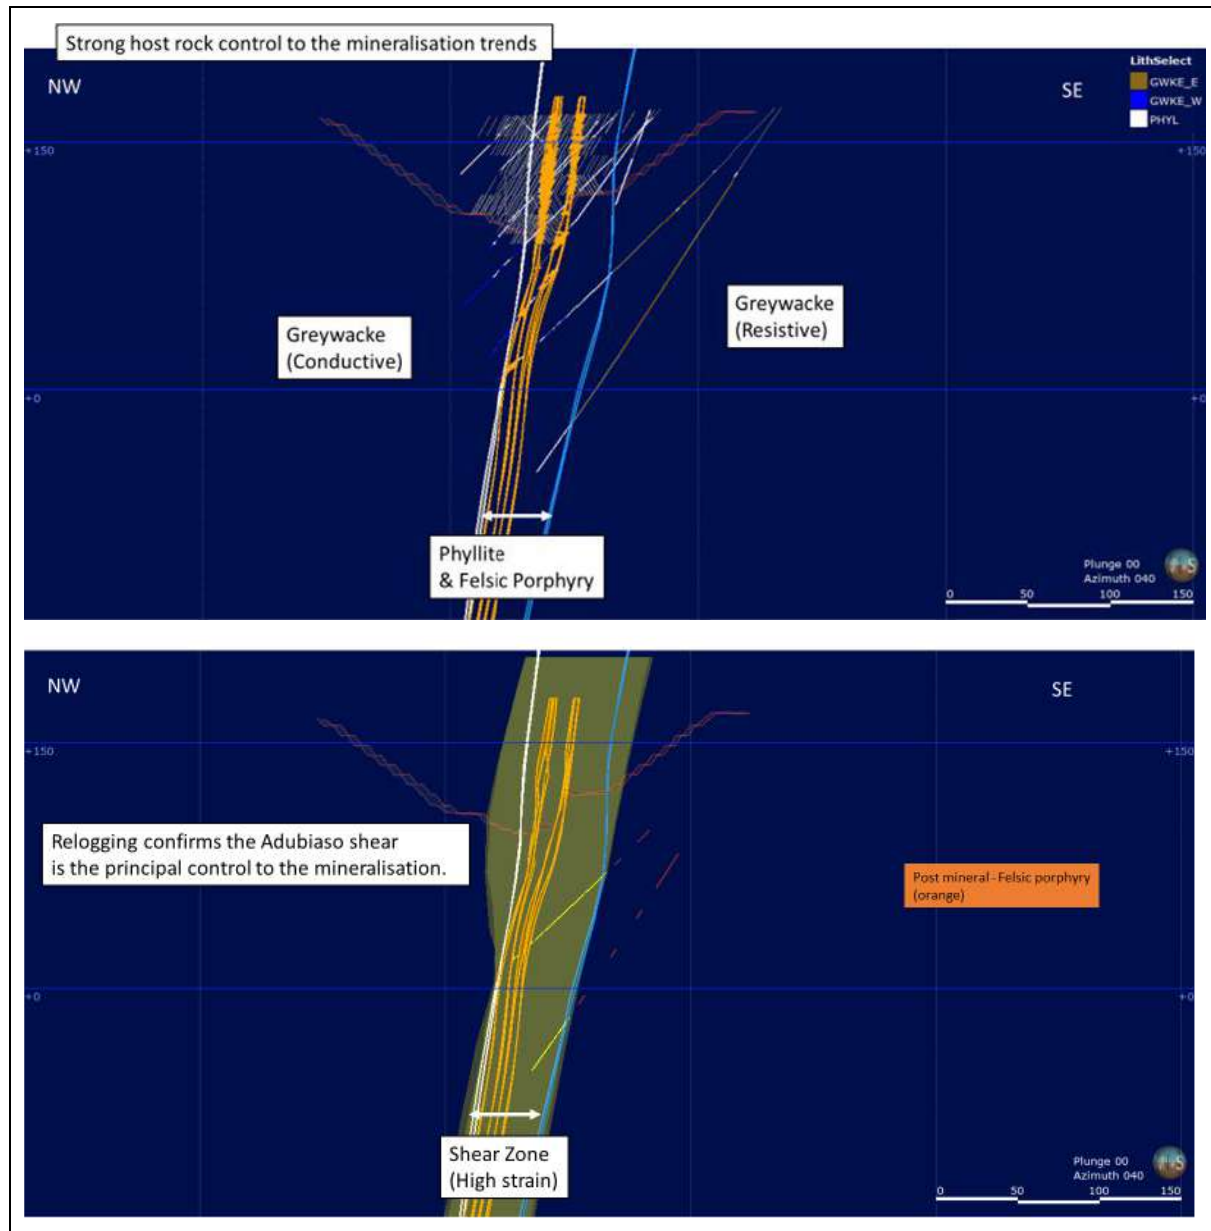 Strong host rock control to the mineralisation trends
NW
SE
LithSelect
GWKE_E
GWKE_W
PHYL
+150
+150
Greywacke
(Conductive)
Greywacke
(Resistive)
+0
+0
Phyllite
& Felsic Porphyry
Plunge 00
Azimuth 040
0 50 100 150
NW
SE
+150
+150
Relogging confirms the Adubiaso shear
is the principal control to the mineralisation.
Post mineral - Felsic porphyry
(orange)
+0
+0
Shear Zone
(High strain)
Plunge 00
Azimuth 040
0 50 100 150